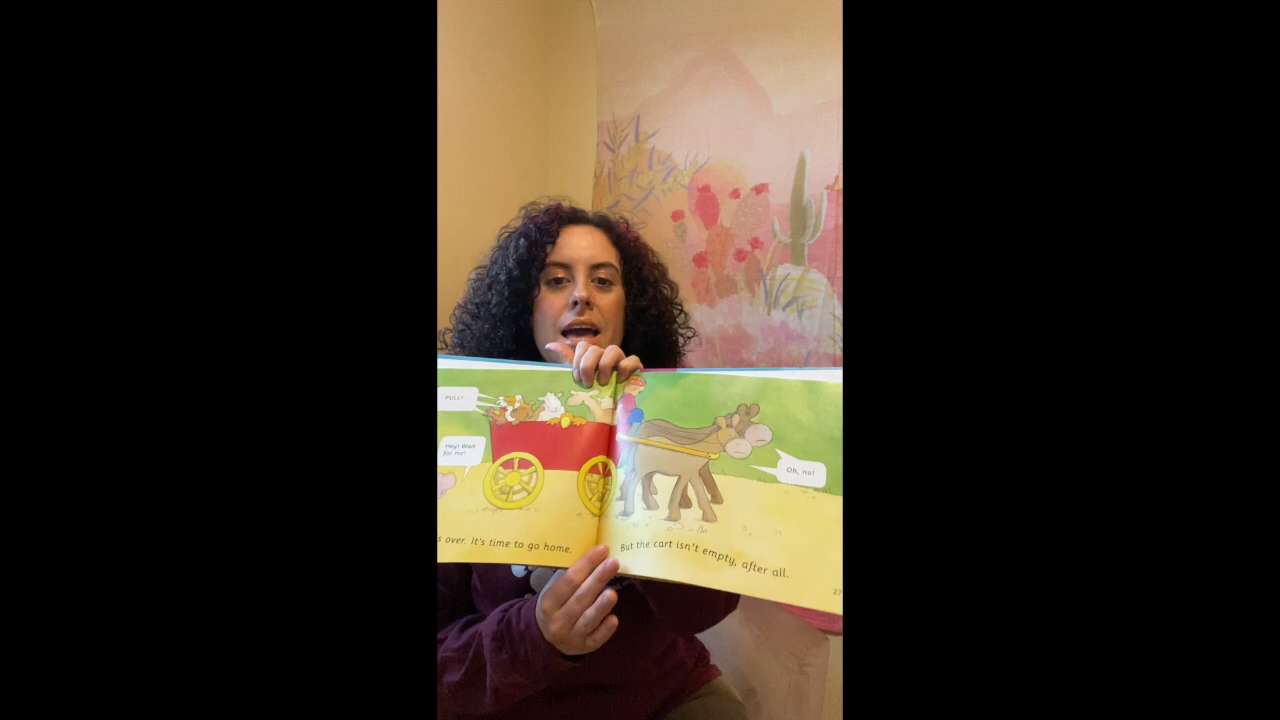 PULL!
Hey! Wait
for me!
s over. It's time to go home.
Oh, no!
But the cart isn't empty, after all.
27